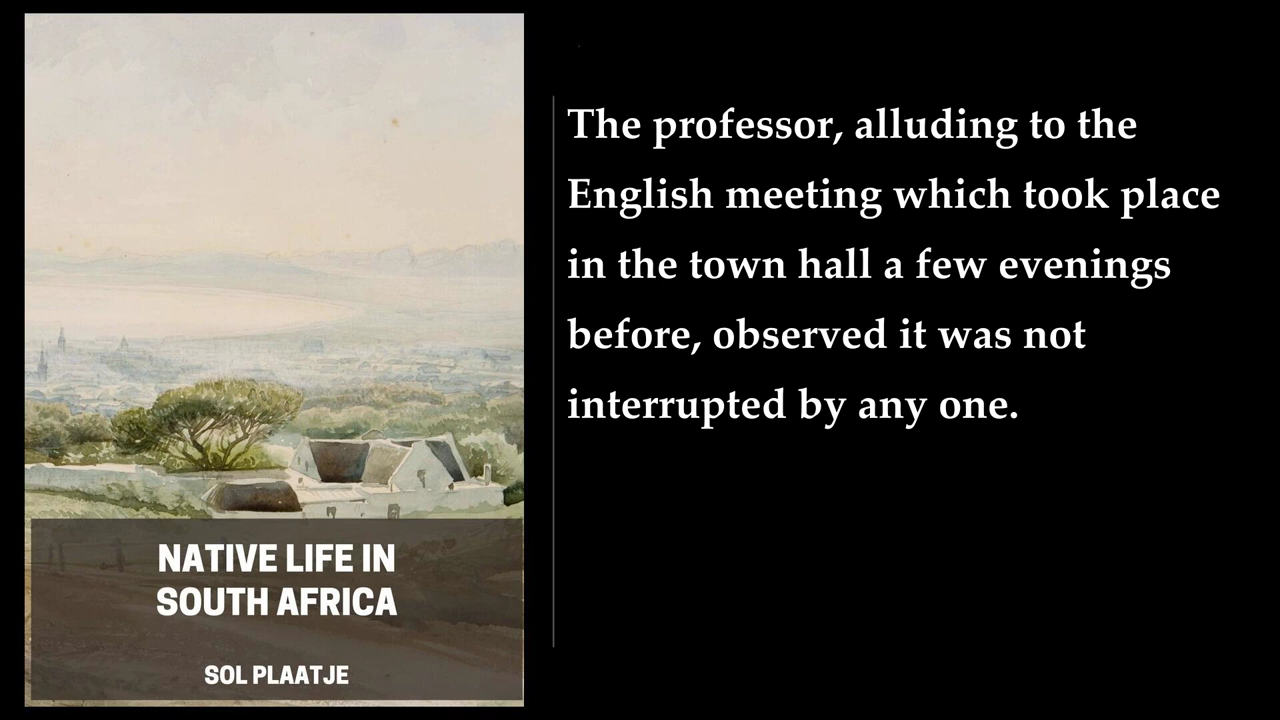 NATIVE LIFE IN
SOUTH AFRICA
SOL PLAATJE
The professor, alluding to the
English meeting which took place
in the town hall a few evenings
before, observed it was not
interrupted by any one.